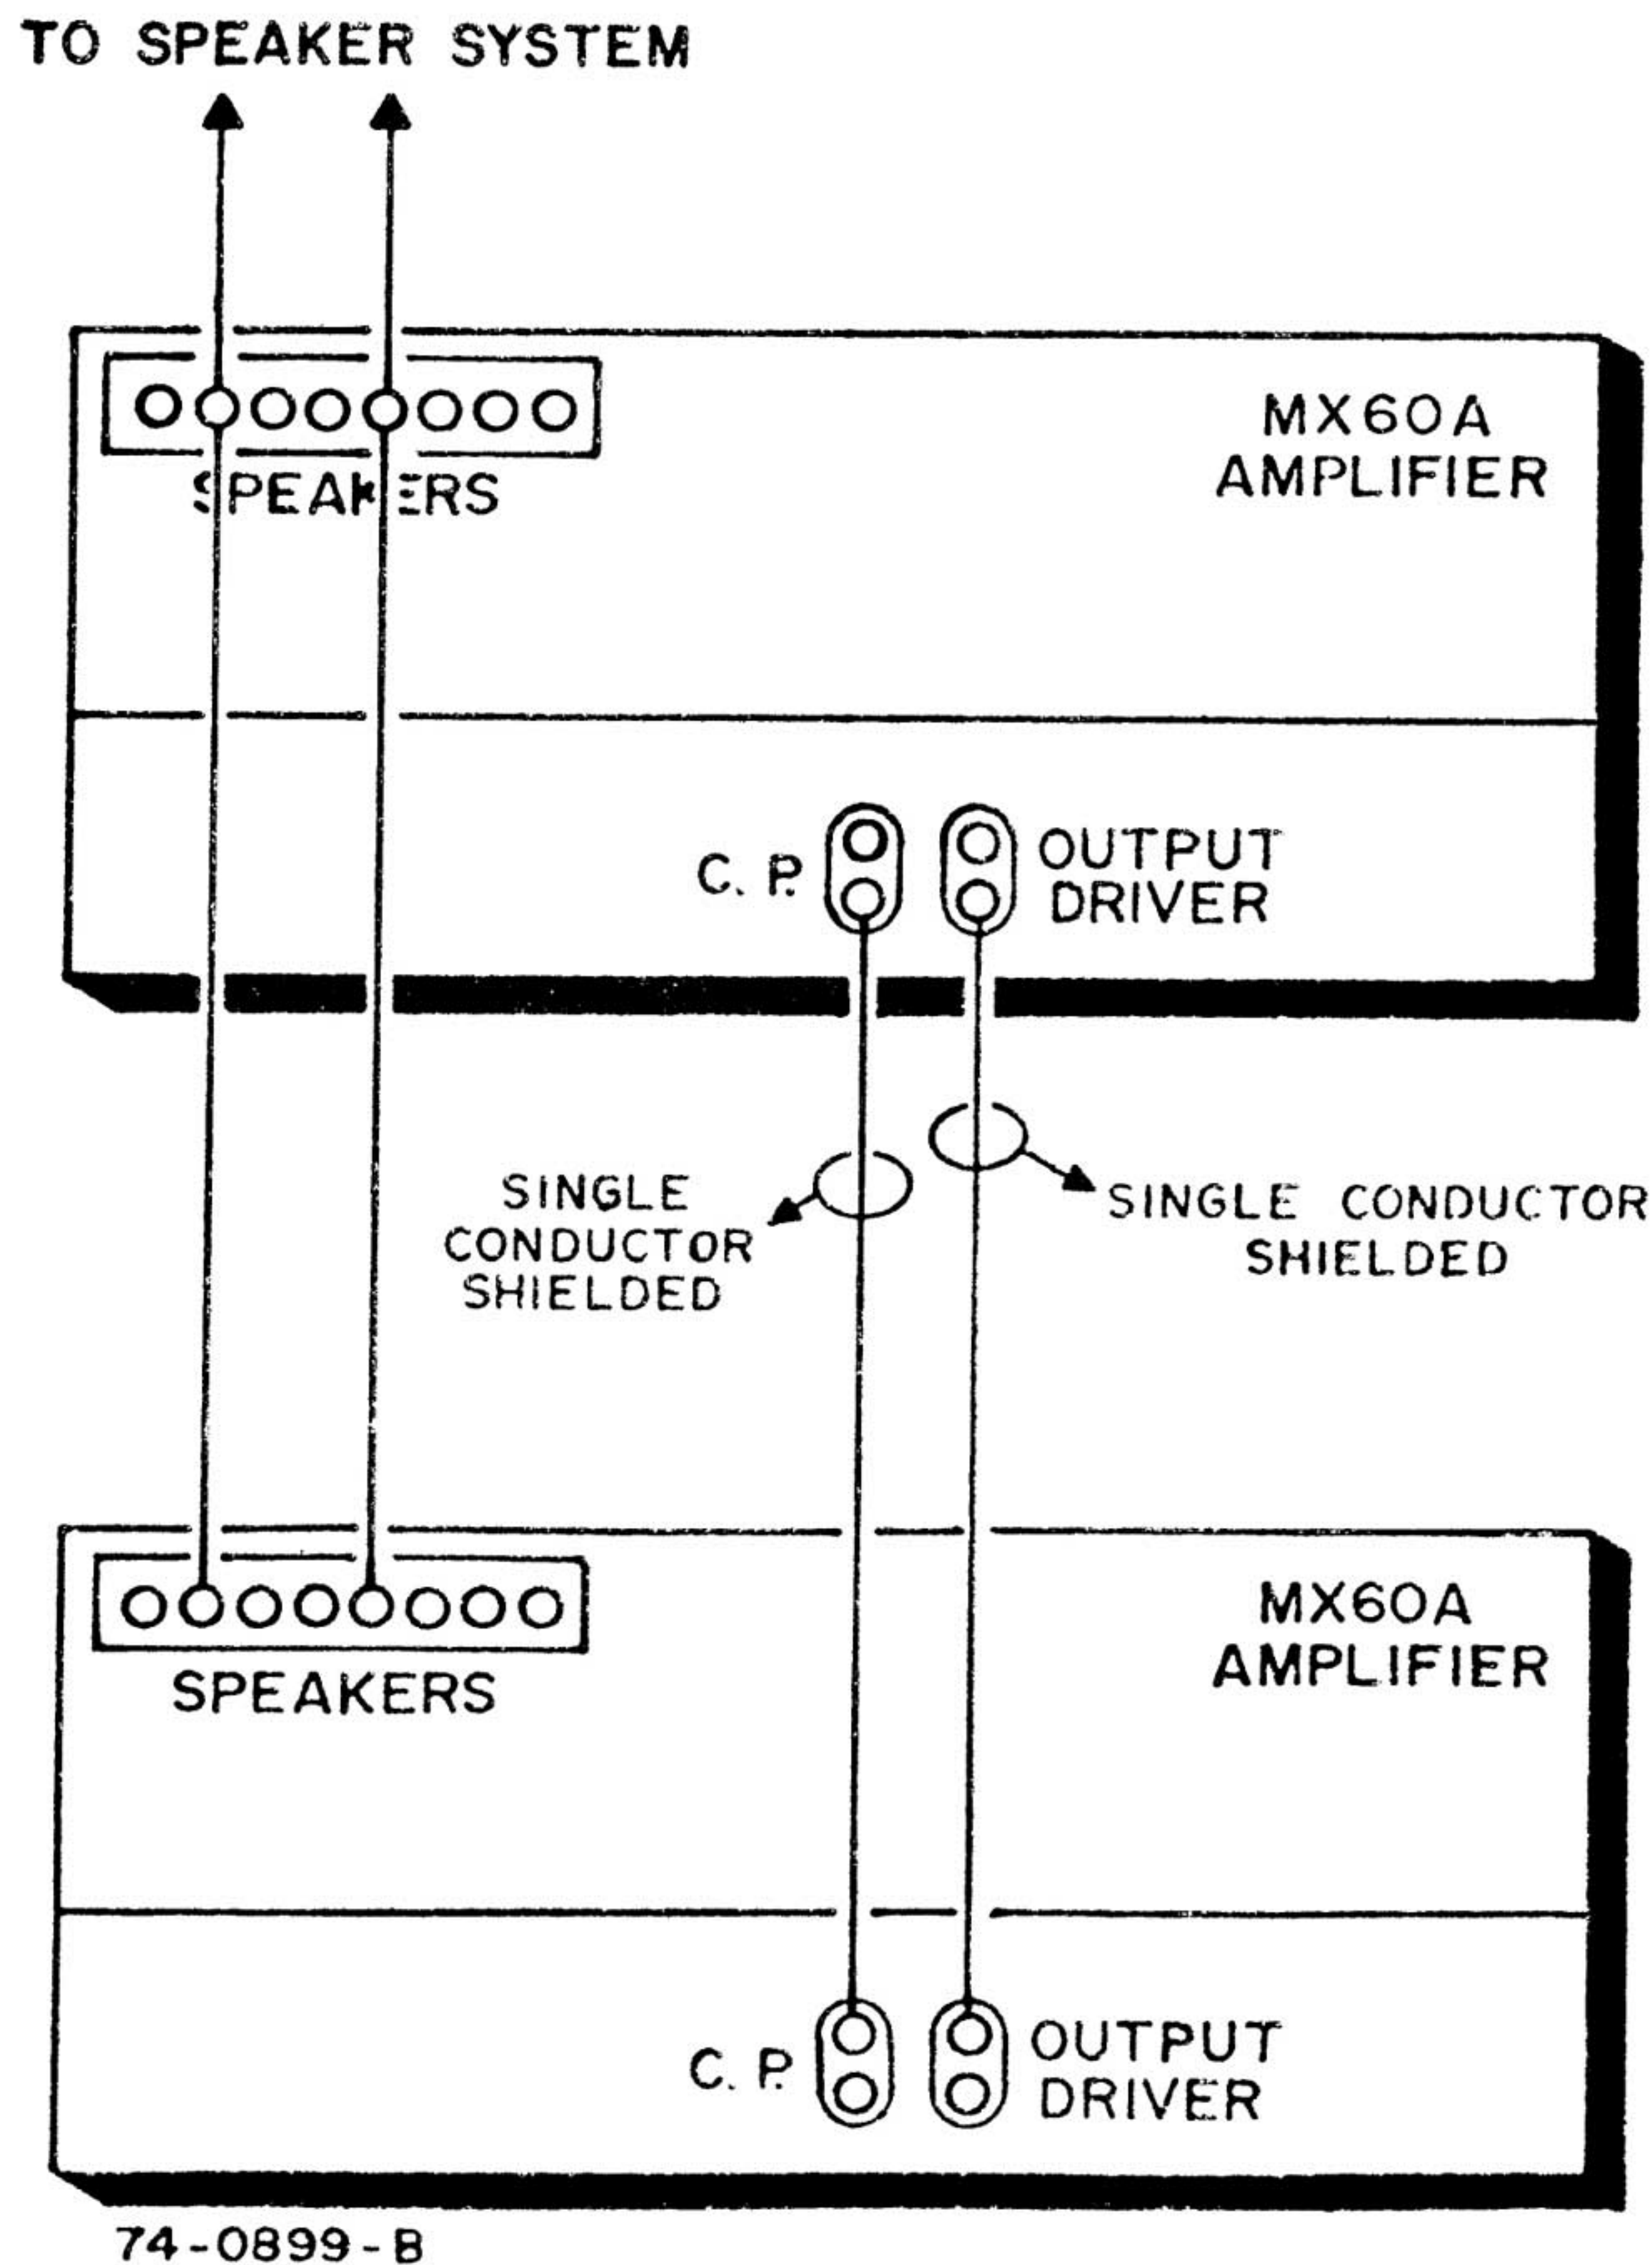 TO SPEAKER SYSTEM
SPEAKERS
MX60A
AMPLIFIER
C. P.
OUTPUT
DRIVER
SINGLE
CONDUCTOR
SHIELDED
SINGLE CONDUCTOR
SHIELDED
SPEAKERS
MX60A
AMPLIFIER
C. P.
OUTPUT
DRIVER
74-0899-B